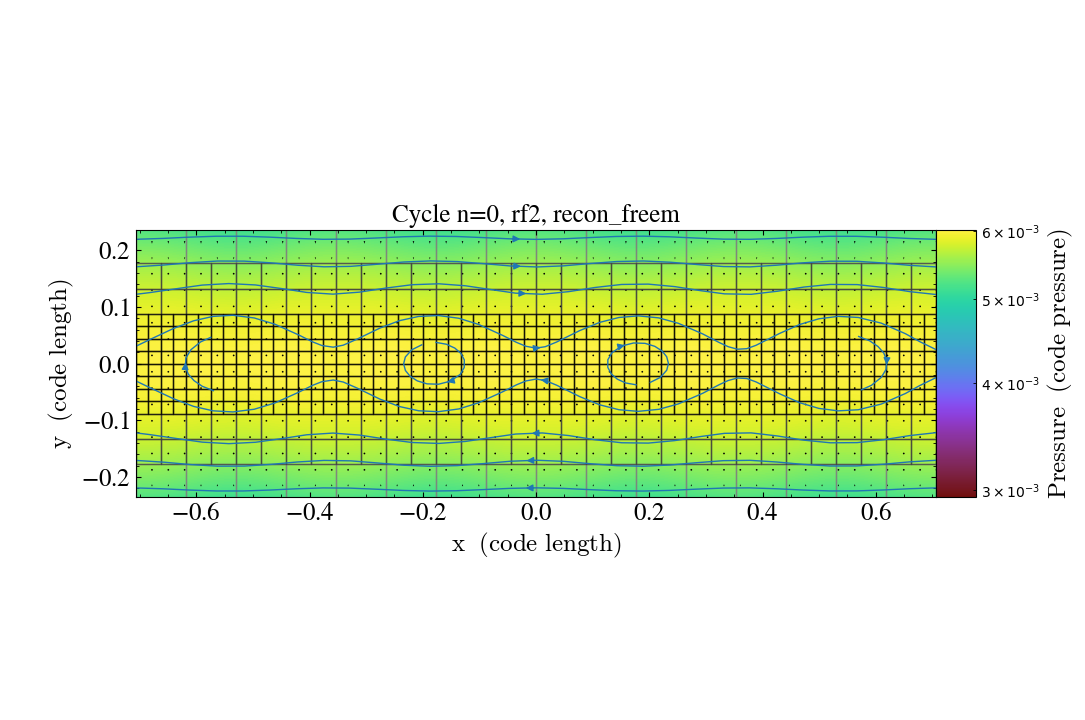 Cycle n=0, rf2, recon_freem
0.2
0.1
0.0
−0.1
−0.2
y (code length)
−0.6
−0.4
−0.2
0.0
0.2
0.4
0.6
x (code length)
6 × 10⁻³
5 × 10⁻³
4 × 10⁻³
3 × 10⁻³
Pressure (code pressure)